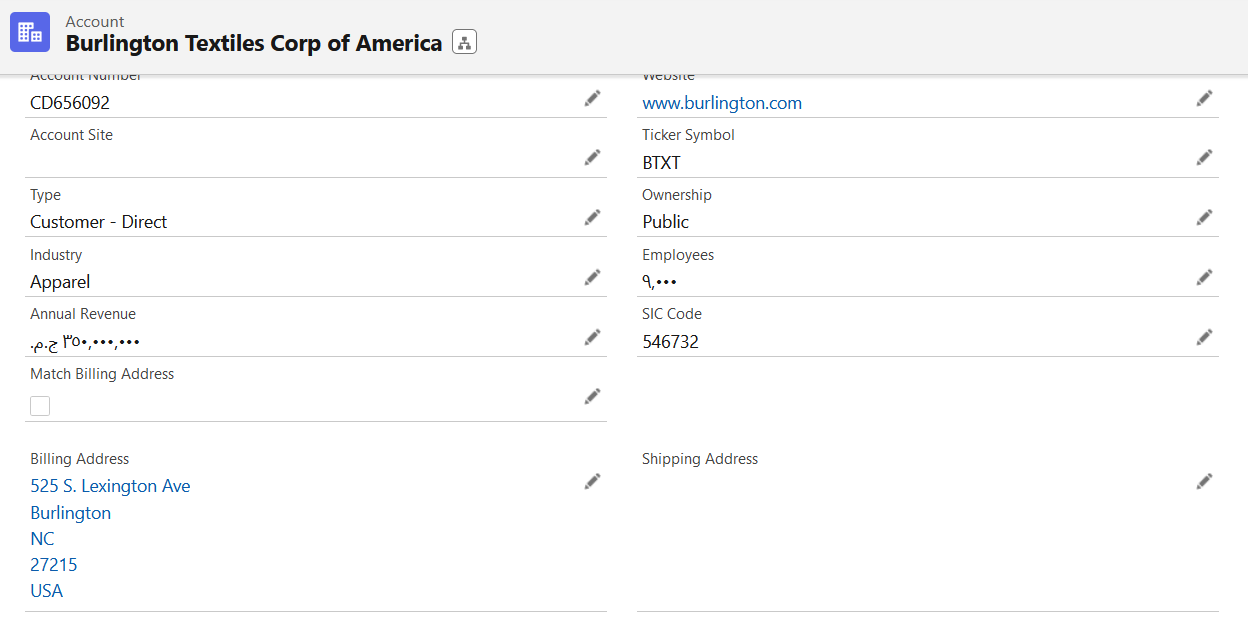 Account
Burlington Textiles Corp of America
Account Number
CD656092
Website
www.burlington.com
Account Site
Ticker Symbol
BTXT
Type
Customer - Direct
Ownership
Public
Industry
Apparel
Employees
٩,٠٠٠
Annual Revenue
٣٥٠,٠٠٠,٠٠٠ ج.م.
SIC Code
546732
Match Billing Address
Billing Address
525 S. Lexington Ave
Burlington
NC
27215
USA
Shipping Address